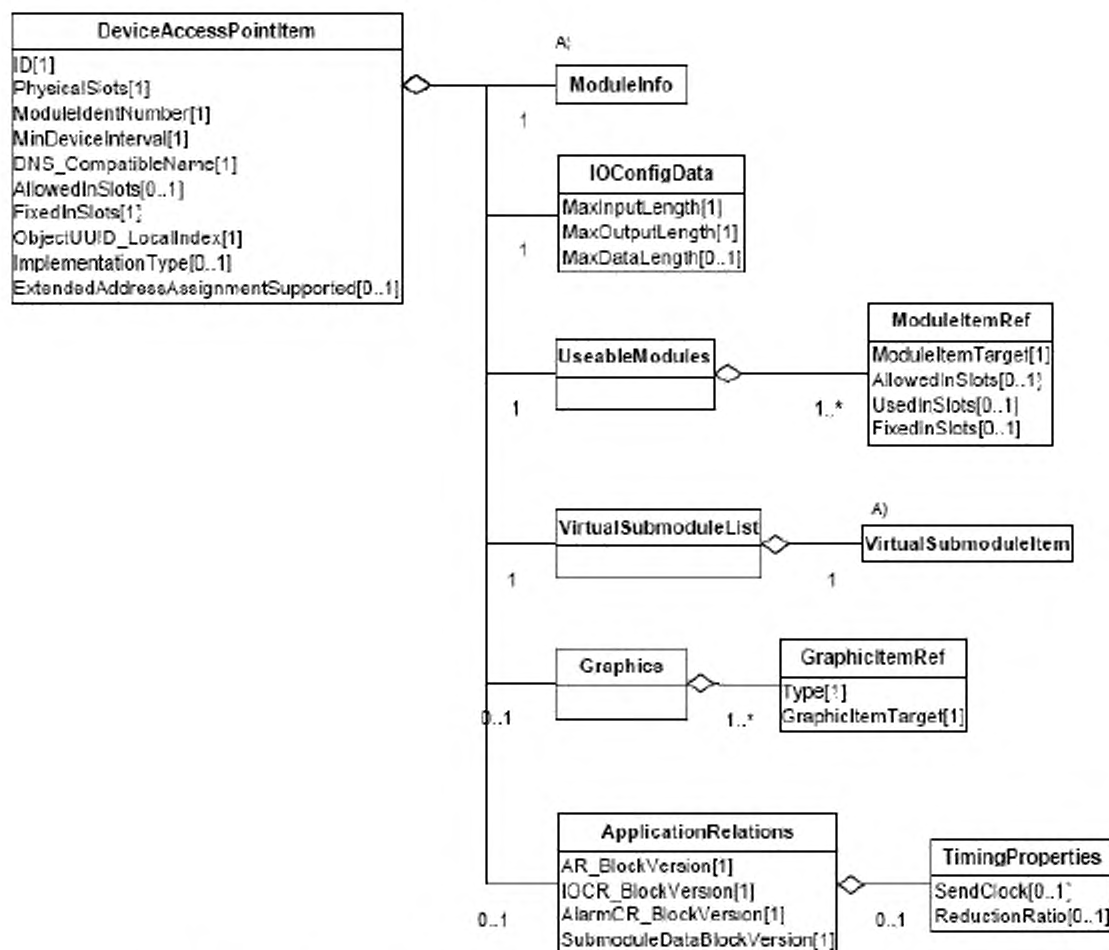 DeviceAccessPointItem
ID[1]
PhysicalSlots[1]
ModuleIdentNumber[1]
MinDeviceInterval[1]
DNS_CompatibleName[1]
AllowedInSlots[0..1]
FixedInSlots[1]
ObjectUUID_LocalIndex[1]
ImplementationType[0..1]
ExtendedAddressAssignmentSupported[0..1]
A)
ModuleInfo
1
IOConfigData
MaxInputLength[1]
MaxOutputLength[1]
MaxDataLength[0..1]
1
UseableModules
1
1..*
ModuleItemRef
ModuleItemTarget[1]
AllowedInSlots[0..1]
UsedInSlots[0..1]
FixedInSlots[0..1]
VirtualSubmoduleList
1
1
A)
VirtualSubmoduleItem
Graphics
0..1
1..*
GraphicItemRef
Type[1]
GraphicItemTarget[1]
ApplicationRelations
AR_BlockVersion[1]
IOCR_BlockVersion[1]
AlarmCR_BlockVersion[1]
SubmoduleDataBlockVersion[1]
0..1
0..1
TimingProperties
SendClock[0..1]
ReductionRatio[0..1]